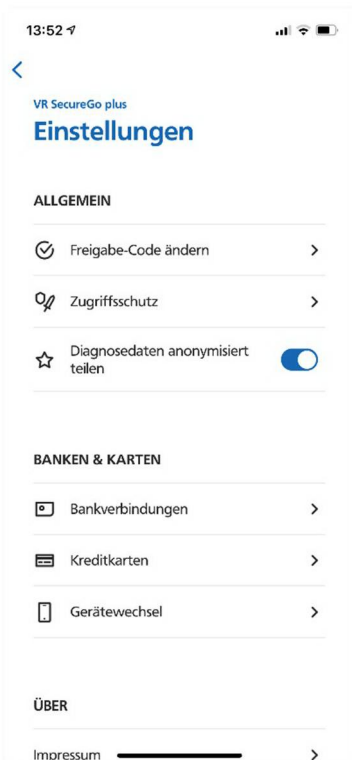 13:52
VR SecureGo plus
Einstellungen
ALLGEMEIN
Freigabe-Code ändern
Zugriffsschutz
Diagnosedaten anonymisiert
teilen
BANKEN & KARTEN
Bankverbindungen
Kreditkarten
Gerätewechsel
ÜBER
Impressum